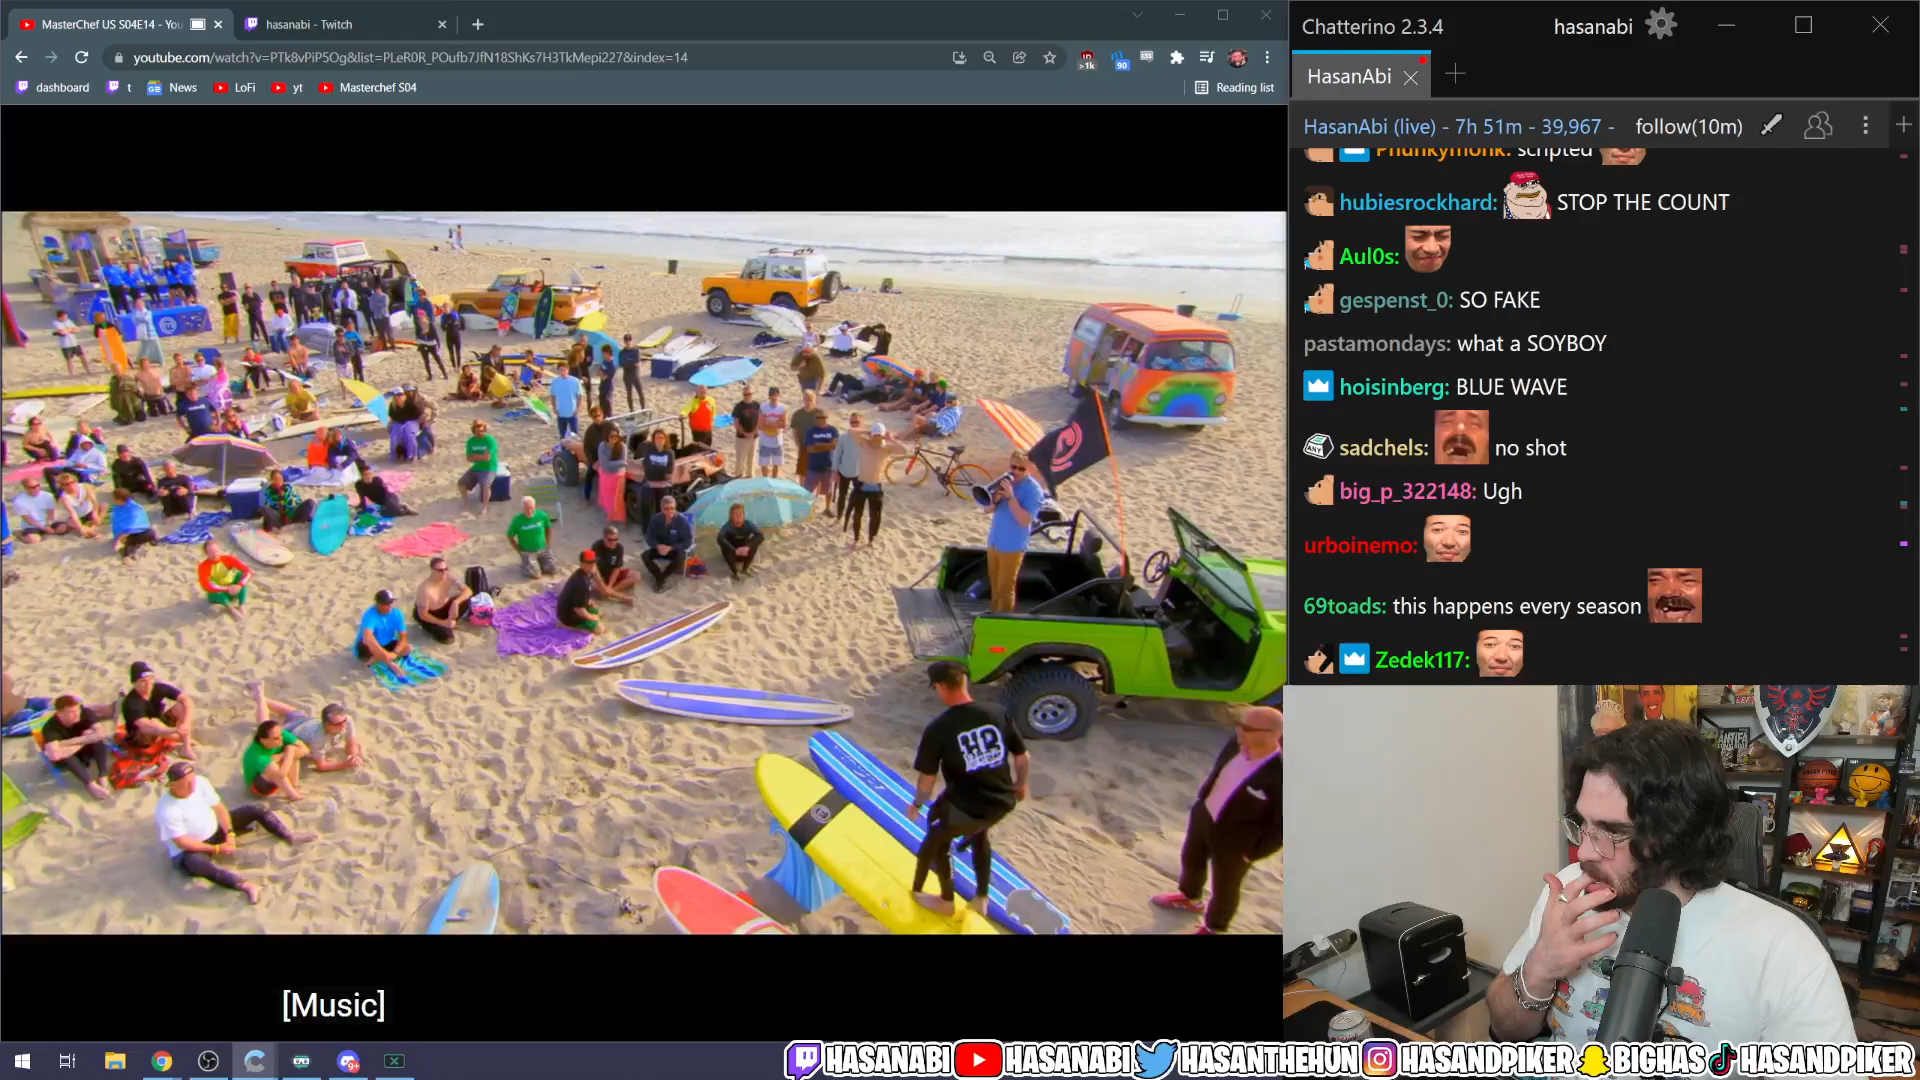 MasterChef US S04E14 - You
hasanabi - Twitch
youtube.com/watch?v=PTk8vPiP5Og&list=PLeR0R_POufb7JfN18ShKs7H3TkMepi227&index=14
>1k
90
dashboard
t
News
LoFi
yt
Masterchef S04
Reading list
[Music]
Chatterino 2.3.4
hasanabi
HasanAbi
HasanAbi (live) - 7h 51m - 39,967 -
follow(10m)
Phunkymonk: scripted
hubiesrockhard: STOP THE COUNT
Aul0s:
gespenst_0: SO FAKE
pastamondays: what a SOYBOY
hoisinberg: BLUE WAVE
sadchels: no shot
big_p_322148: Ugh
urboinemo:
69toads: this happens every season
Zedek117:
HASANABI
HASANABI
HASANTHEHUN
HASANDPIKER
BIGHAS
HASANDPIKER